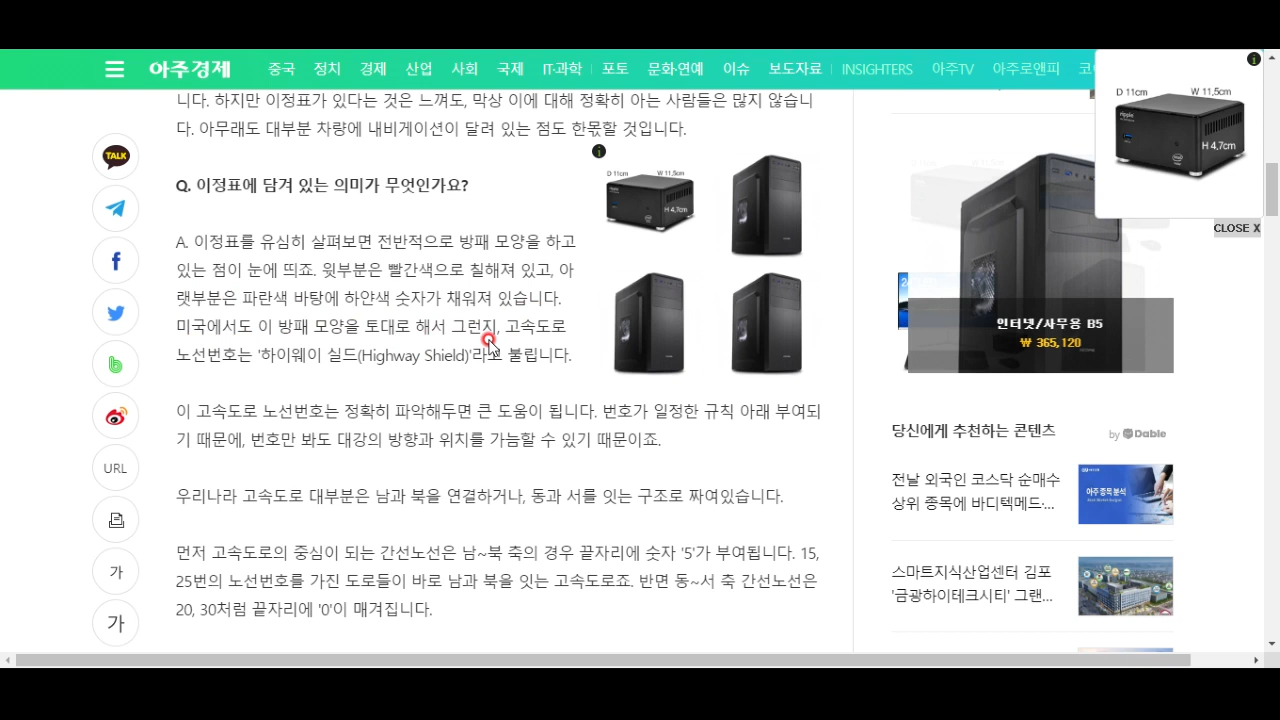 아주경제
중국 정치 경제 산업 사회 국제 IT·과학 포토 문화·연예 이슈 보도자료 INSIGHTERS 아주TV 아주로앤피
니다. 하지만 이정표가 있다는 것은 느껴도, 막상 이에 대해 정확히 아는 사람들은 많지 않습니
다. 아무래도 대부분 차량에 내비게이션이 달려 있는 점도 한몫할 것입니다.
Q. 이정표에 담겨 있는 의미가 무엇인가요?
A. 이정표를 유심히 살펴보면 전반적으로 방패 모양을 하고
있는 점이 눈에 띄죠. 윗부분은 빨간색으로 칠해져 있고, 아
랫부분은 파란색 바탕에 하얀색 숫자가 채워져 있습니다.
미국에서도 이 방패 모양을 토대로 해서 그런지, 고속도로
노선번호는 '하이웨이 실드(Highway Shield)'라고 불립니다.
이 고속도로 노선번호는 정확히 파악해두면 큰 도움이 됩니다. 번호가 일정한 규칙 아래 부여되
기 때문에, 번호만 봐도 대강의 방향과 위치를 가늠할 수 있기 때문이죠.
우리나라 고속도로 대부분은 남과 북을 연결하거나, 동과 서를 잇는 구조로 짜여있습니다.
먼저 고속도로의 중심이 되는 간선노선은 남~북 축의 경우 끝자리에 숫자 '5'가 부여됩니다. 15,
25번의 노선번호를 가진 도로들이 바로 남과 북을 잇는 고속도로죠. 반면 동~서 축 간선노선은
20, 30처럼 끝자리에 '0'이 매겨집니다.
TALK
URL
가
가
D 11cm W 11,5cm
H 4,7cm
D 11cm W 11,5cm
ripple
H 4,7cm
CLOSE X
인터넷/사무용 B5
₩ 365,120
당신에게 추천하는 콘텐츠
by Dable
전날 외국인 코스닥 순매수
상위 종목에 바디텍메드·...
아주 종목 분석
스마트지식산업센터 김포
'금광하이테크시티' 그랜...